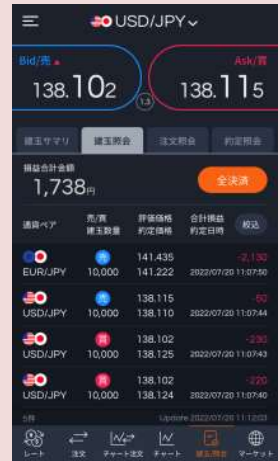 USD/JPY
Bid/売 Ask/買
138.102 138.115
1.3
建玉サマリ 建玉照会 注文照会 約定照会
損益合計金額
1,738円 全決済
通貨ペア 売/買 評価価格 合計損益 絞込
建玉数量 約定価格 約定日時
売 141.435 -2,130
EUR/JPY 10,000 141.222 2022/07/20 11:07:50
売 138.115 -50
USD/JPY 10,000 138.110 2022/07/20 11:07:44
買 138.102 -230
USD/JPY 10,000 138.125 2022/07/20 11:07:43
買 138.102 -220
USD/JPY 10,000 138.124 2022/07/20 11:07:40
5件 Update 2022/07/20 11:12:03
レート 注文 チャート注文 チャート 建玉/照会 マーケット